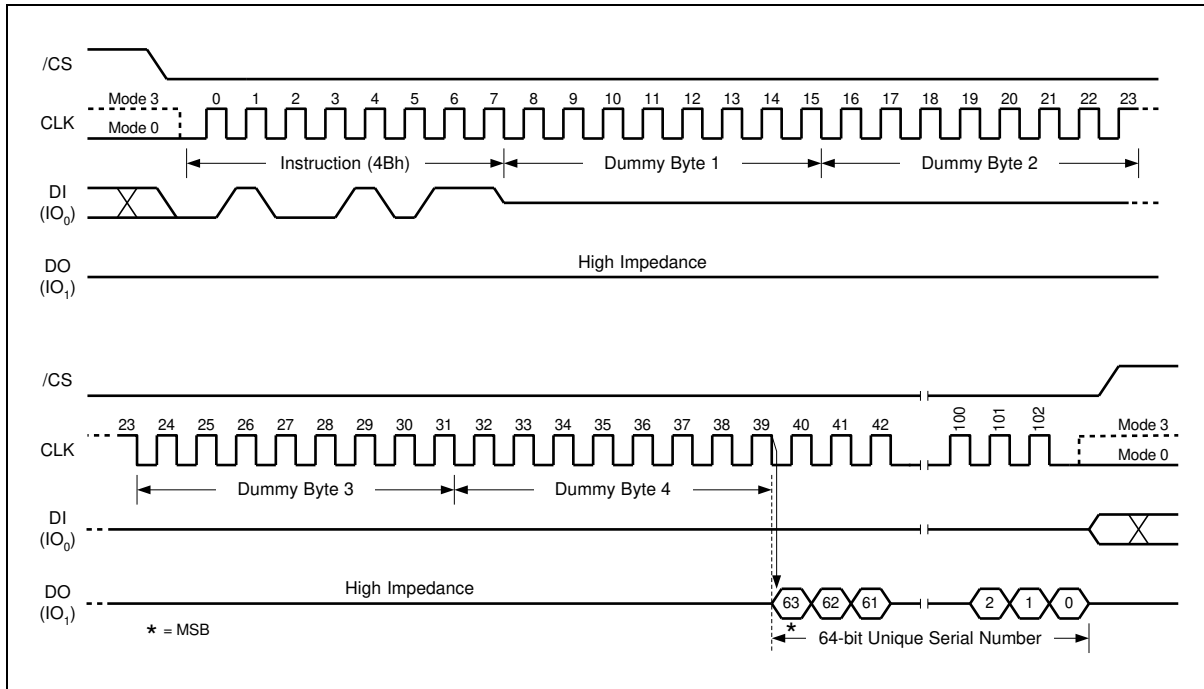 /CS
Mode 3
0 1 2 3 4 5 6 7 8 9 10 11 12 13 14 15 16 17 18 19 20 21 22 23
CLK
Mode 0
Instruction (4Bh) Dummy Byte 1 Dummy Byte 2
DI
(IO0)
DO
(IO1)
High Impedance
/CS
23 24 25 26 27 28 29 30 31 32 33 34 35 36 37 38 39 40 41 42 100 101 102
Mode 3
CLK
Mode 0
Dummy Byte 3 Dummy Byte 4
DI
(IO0)
DO
(IO1)
High Impedance
63 62 61 2 1 0
* = MSB
*
64-bit Unique Serial Number